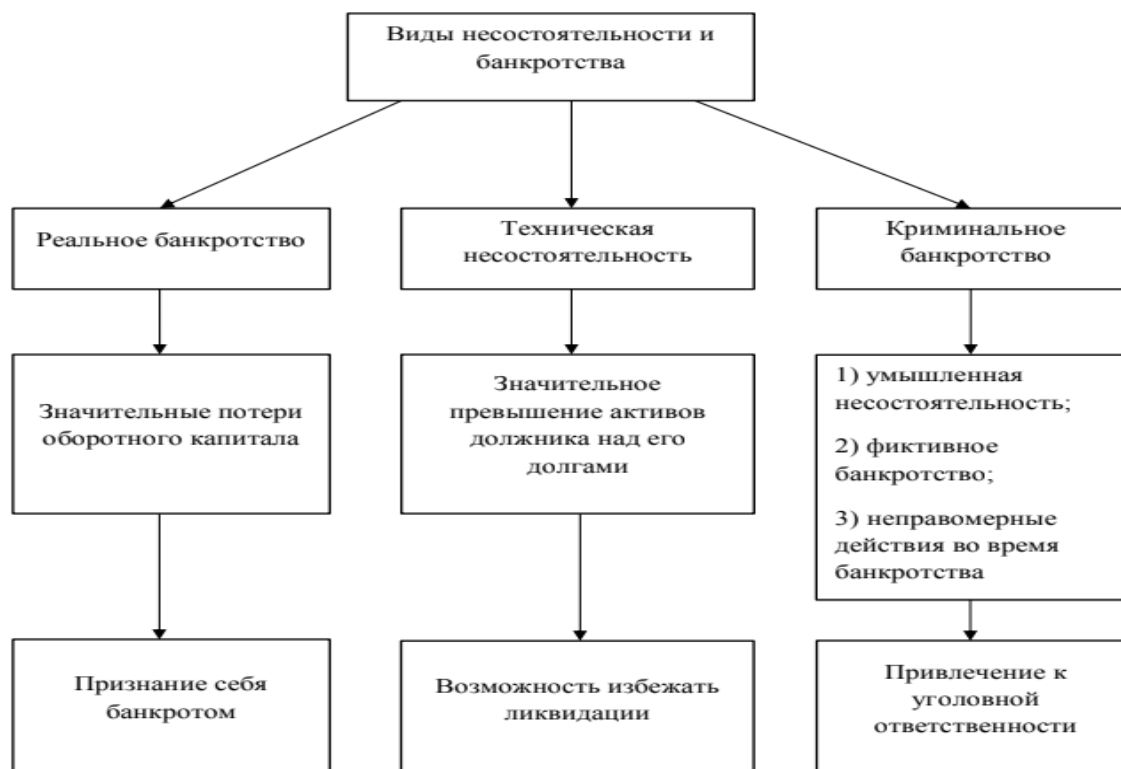 Виды несостоятельности и
банкротства
Реальное банкротство
Техническая
несостоятельность
Криминальное
банкротство
Значительные потери
оборотного капитала
Значительное
превышение активов
должника над его
долгами
1) умышленная
несостоятельность;
2) фиктивное
банкротство;
3) неправомерные
действия во время
банкротства
Признание себя
банкротом
Возможность избежать
ликвидации
Привлечение к
уголовной
ответственности